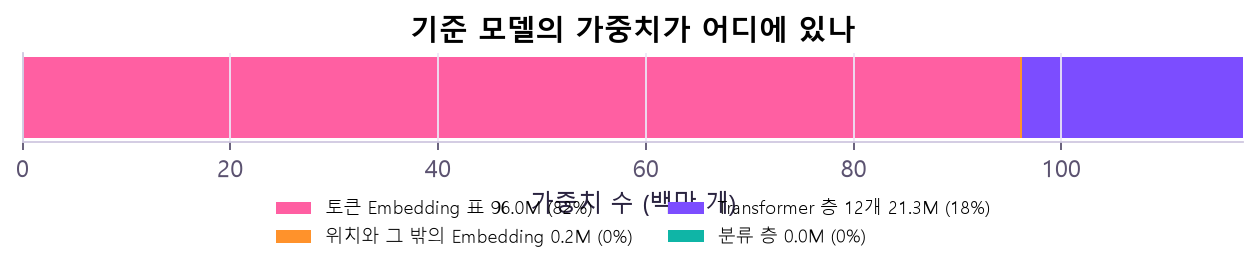 기준 모델의 가중치가 어디에 있나
0 20 40 60 80 100
가중치 수 (백만 개)
토큰 Embedding 표 96.0M (82%) Transformer 층 12개 21.3M (18%)
위치와 그 밖의 Embedding 0.2M (0%) 분류 층 0.0M (0%)